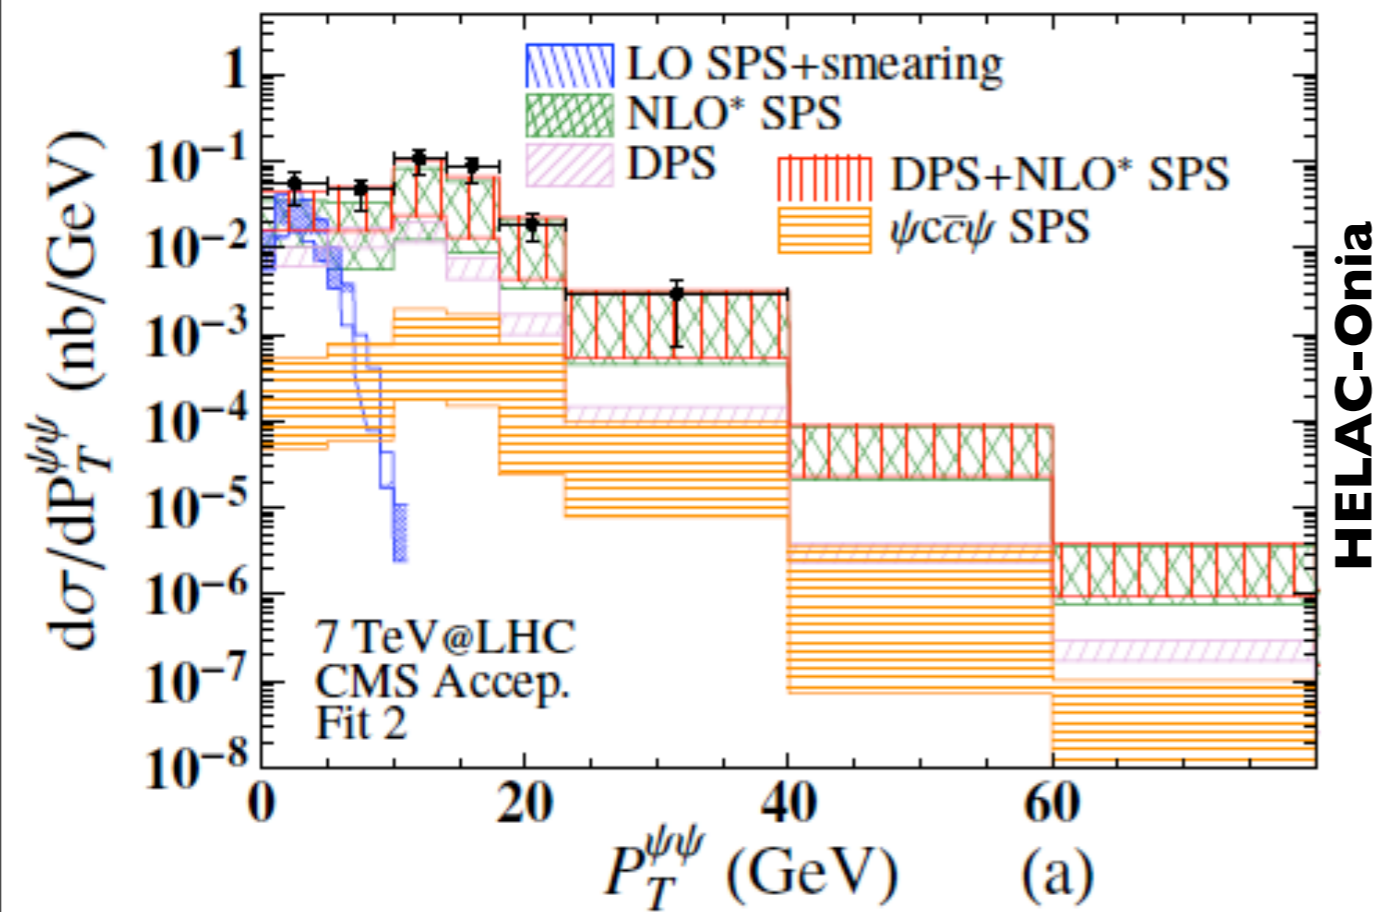 LO SPS+smearing
NLO* SPS
DPS
DPS+NLO* SPS
ψcc̄ψ SPS
dσ/dP_T^ψψ (nb/GeV)
1
10⁻¹
10⁻²
10⁻³
10⁻⁴
10⁻⁵
10⁻⁶
10⁻⁷
10⁻⁸
7 TeV@LHC
CMS Accep.
Fit 2
0 20 40 60
P_T^ψψ (GeV) (a)
HELAC-Onia